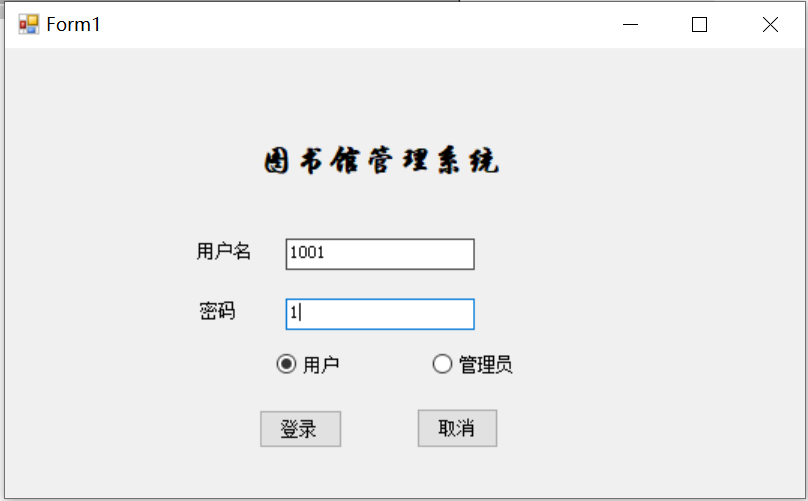 Form1
图书馆管理系统
用户名 1001
密码 1
用户 管理员
登录 取消